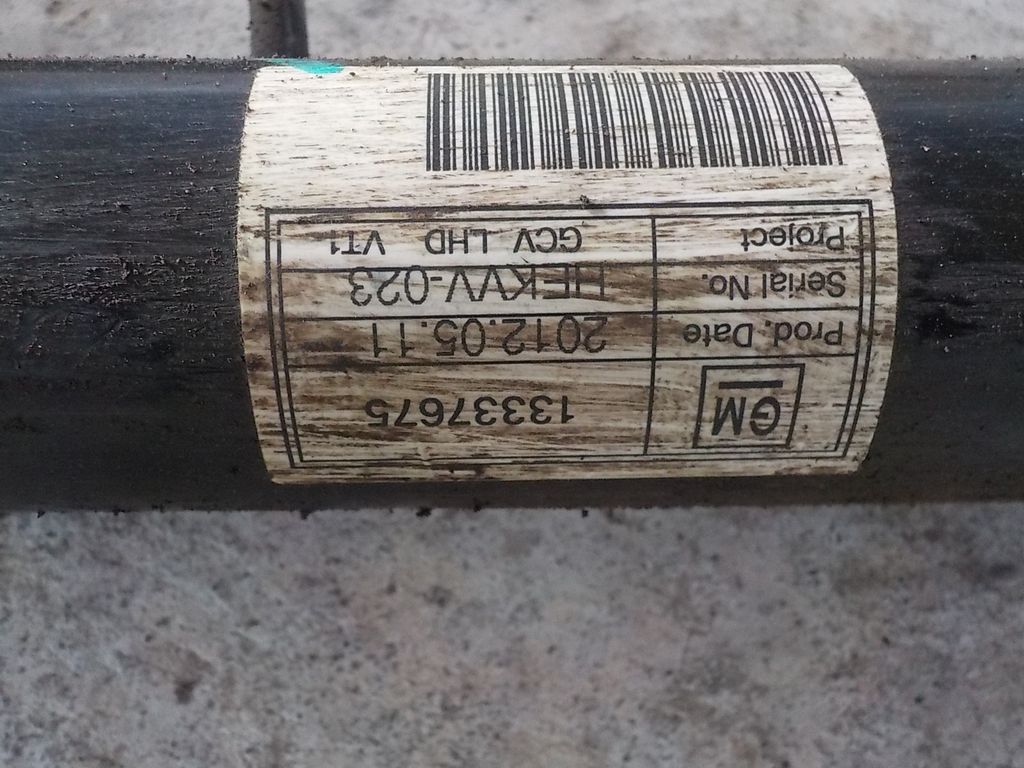 GM 13337675
Prod. Date 2012.05.11
Serial No. HEKVV-023
Project GCV LHD VT1